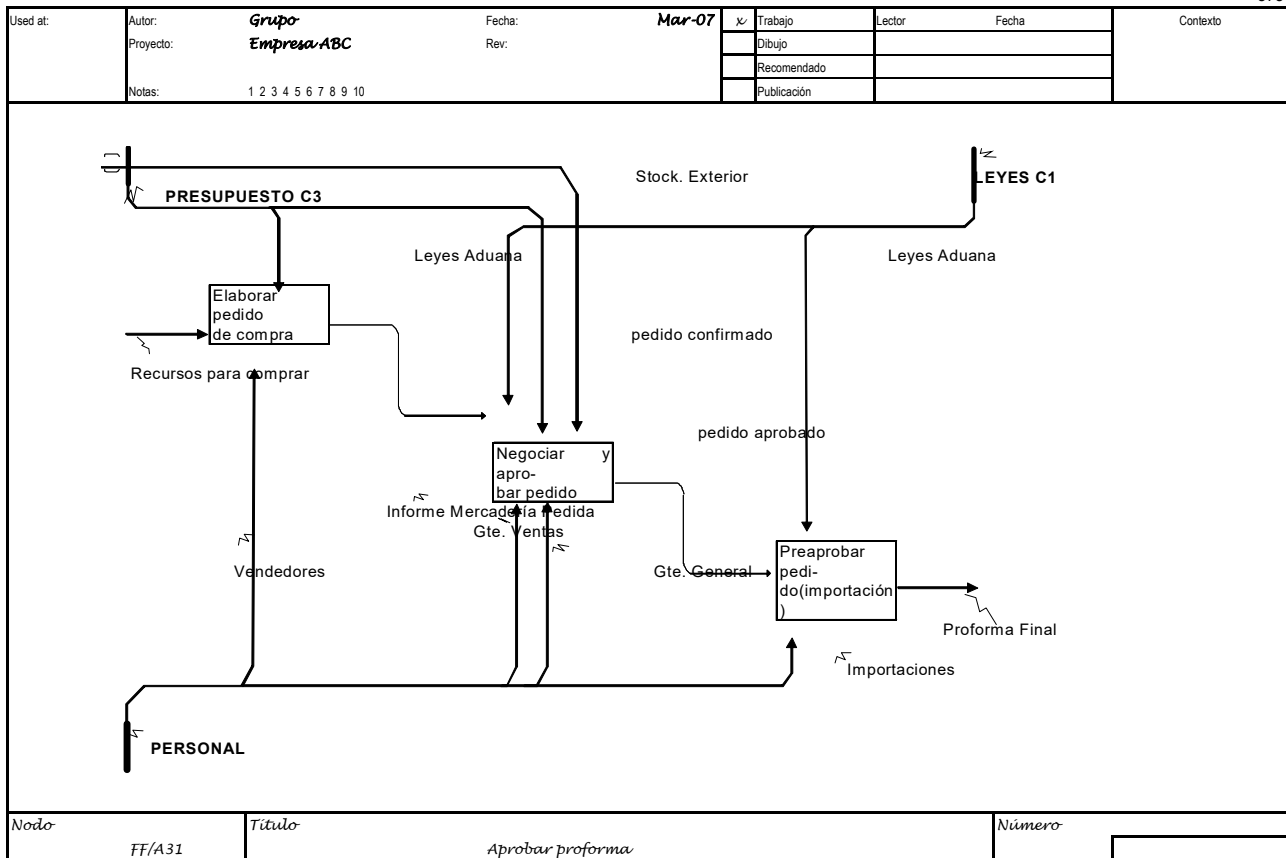 Used at:
Autor: Grupo
Fecha: Mar-07
x Trabajo
Lector Fecha
Contexto
Proyecto: Empresa ABC
Rev:
Dibujo
Recomendado
Notas: 1 2 3 4 5 6 7 8 9 10
Publicación
Stock. Exterior
LEYES C1
PRESUPUESTO C3
Leyes Aduana
Leyes Aduana
Elaborar
pedido
de compra
pedido confirmado
Recursos para comprar
pedido aprobado
Negociar y
apro-
bar pedido
Informe Mercadería Pedida
Gte. Ventas
Vendedores
Gte. General
Preaprobar
pedi-
do(importación
)
Proforma Final
Importaciones
PERSONAL
Nodo
Título
Número
FF/A31
Aprobar proforma